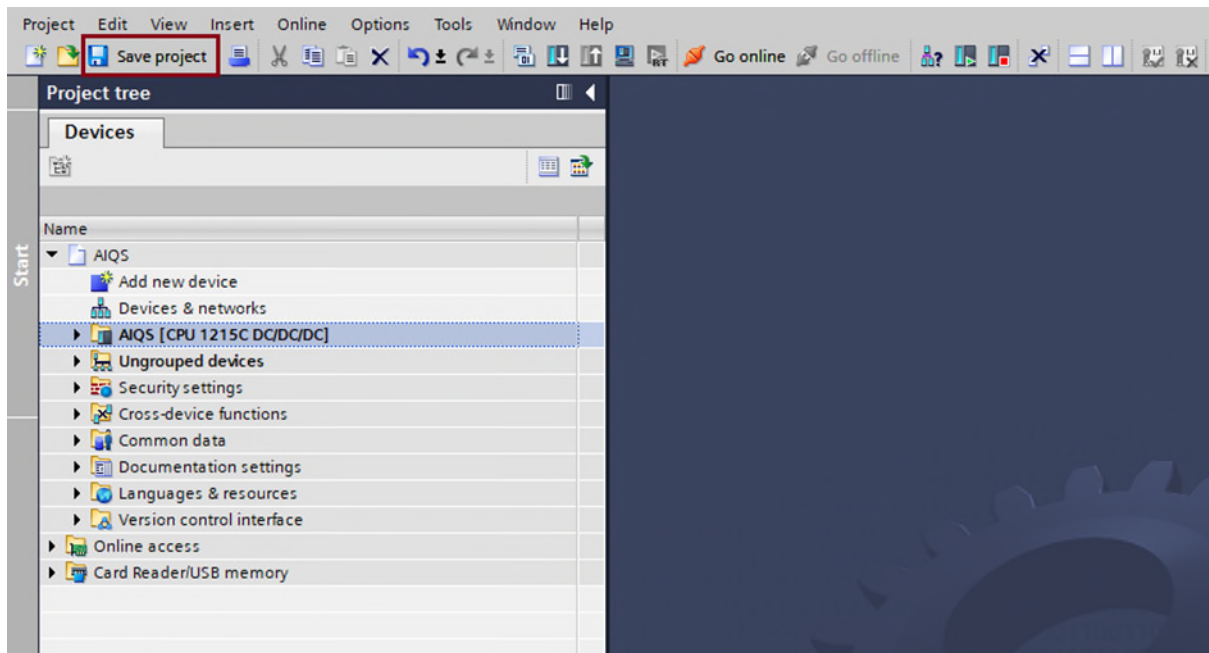 Project Edit View Insert Online Options Tools Window Help
Save project Go online Go offline
Project tree
Devices
Name
Start
AIQS
Add new device
Devices & networks
AIQS [CPU 1215C DC/DC/DC]
Ungrouped devices
Security settings
Cross-device functions
Common data
Documentation settings
Languages & resources
Version control interface
Online access
Card Reader/USB memory